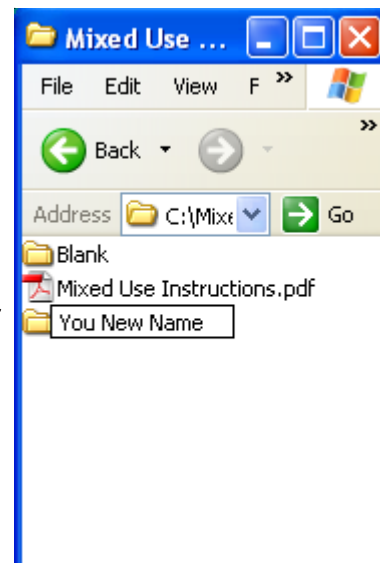 Mixed Use ...
File Edit View F »
Back »
Address C:\Mixe Go
Blank
Mixed Use Instructions.pdf
You New Name